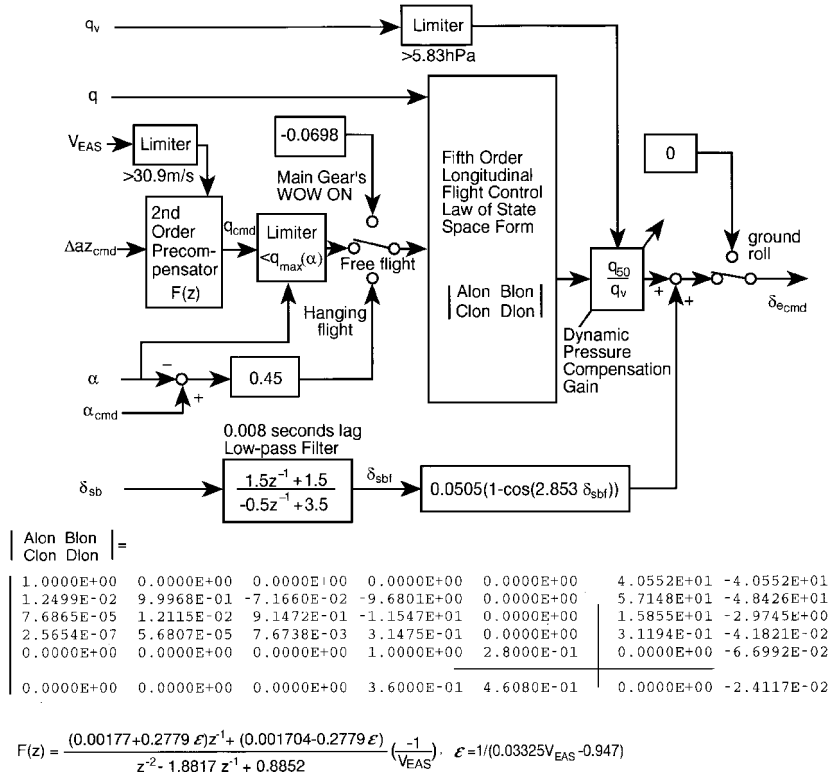 qv
Limiter
>5.83hPa
q
VEAS
Limiter
>30.9m/s
-0.0698
Main Gear's
WOW ON
0
2nd
Order
Precom-
pensator
F(z)
Δazcmd
qcmd
Limiter
<qmax(α)
Free flight
Hanging
flight
Fifth Order
Longitudinal
Flight Control
Law of State
Space Form
Alon Blon
Clon Dlon
q50
qv
ground
roll
δecmd
+
+
Dynamic
Pressure
Compensation
Gain
α
−
+
0.45
αcmd
0.008 seconds lag
Low-pass Filter
δsb
1.5z⁻¹ +1.5
-0.5z⁻¹ +3.5
δsbf
0.0505(1-cos(2.853 δsbf))
Alon Blon
Clon Dlon =
1.0000E+00 0.0000E+00 0.0000E+00 0.0000E+00 0.0000E+00 4.0552E+01 -4.0552E+01
1.2499E-02 9.9968E-01 -7.1660E-02 -9.6801E+00 0.0000E+00 5.7148E+01 -4.8426E+01
7.6865E-05 1.2115E-02 9.1472E-01 -1.1547E+01 0.0000E+00 1.5855E+01 -2.9745E+00
2.5654E-07 5.6807E-05 7.6738E-03 3.1475E-01 0.0000E+00 3.1194E-01 -4.1821E-02
0.0000E+00 0.0000E+00 0.0000E+00 1.0000E+00 2.8000E-01 0.0000E+00 -6.6992E-02
0.0000E+00 0.0000E+00 0.0000E+00 3.6000E-01 4.6080E-01 0.0000E+00 -2.4117E-02
F(z) = (0.00177+0.2779 ε)z⁻¹+ (0.001704-0.2779 ε) (-1
z⁻² - 1.8817 z⁻¹ + 0.8852 VEAS) , ε=1/(0.03325VEAS -0.947)